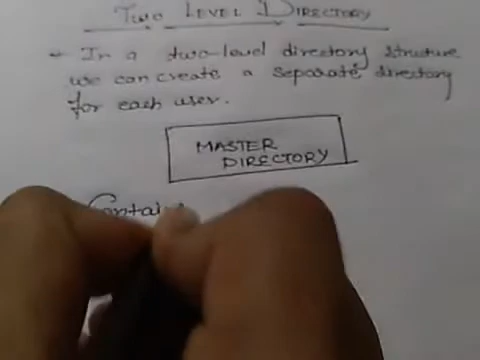 TWO LEVEL DIRECTORY
→ In a two-level directory structure
we can create a separate directory
for each user.
MASTER
DIRECTORY